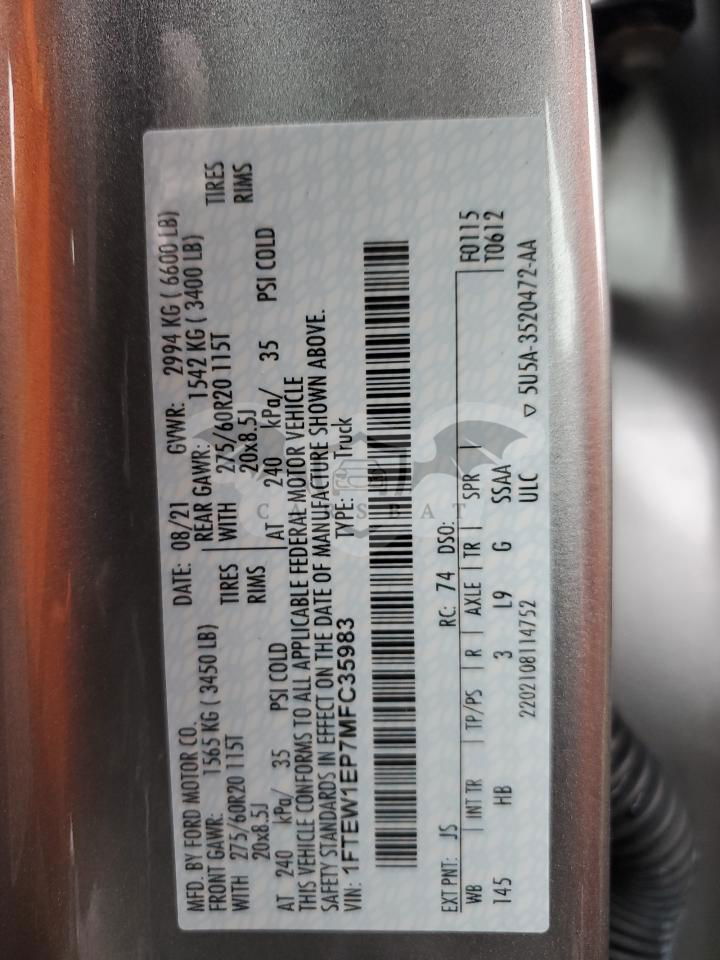 MFD. BY FORD MOTOR CO. DATE: 08/21 GVWR: 2994 KG ( 6600 LB)
FRONT GAWR: 1565 KG ( 3450 LB) REAR GAWR: 1542 KG ( 3400 LB)
WITH 275/60R20 115T TIRES WITH 275/60R20 115T TIRES
20x8.5J RIMS 20x8.5J RIMS
AT 240 kPa/ 35 PSI COLD AT 240 kPa/ 35 PSI COLD
THIS VEHICLE CONFORMS TO ALL APPLICABLE FEDERAL MOTOR VEHICLE
SAFETY STANDARDS IN EFFECT ON THE DATE OF MANUFACTURE SHOWN ABOVE.
VIN: 1FTEW1EP7MFC35983 TYPE: Truck
CARSBAT
EXT PNT: JS RC: 74 DSO: F0115
WB INT TR TP/PS R AXLE TR SPR T0612
145 HB 3 L9 G SSAA
2202108114752 ULC ▽ 5U5A-3520472-AA